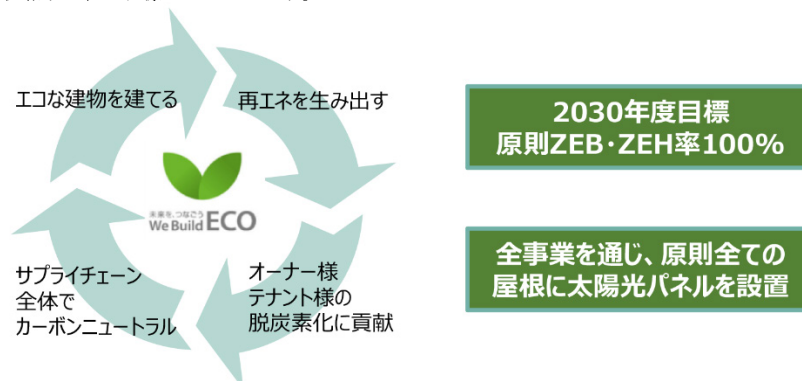 エコな建物を建てる
再エネを生み出す
未来を、つなごう
We Build ECO
サプライチェーン
全体で
カーボンニュートラル
オーナー様
テナント様の
脱炭素化に貢献
2030年度目標
原則ZEB・ZEH率100%
全事業を通じ、原則全ての
屋根に太陽光パネルを設置